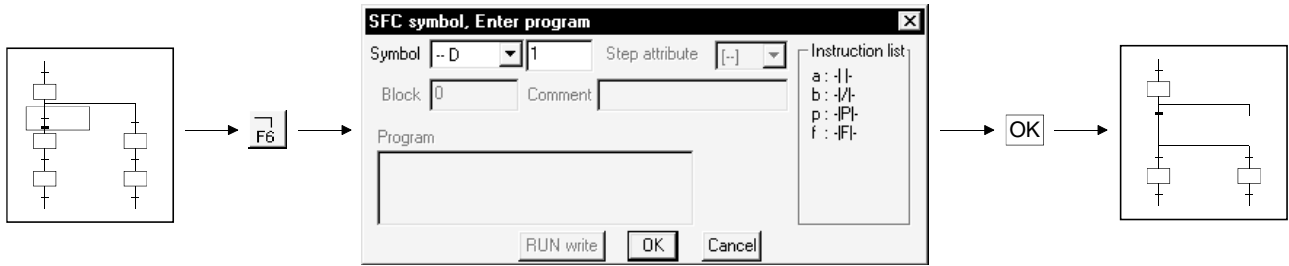 SFC symbol, Enter program
Symbol -- D 1 Step attribute [--]
Block 0 Comment
Program
Instruction list
a : -| |-
b : -|/|-
p : -|P|-
f : -|F|-
RUN write OK Cancel
F6
OK